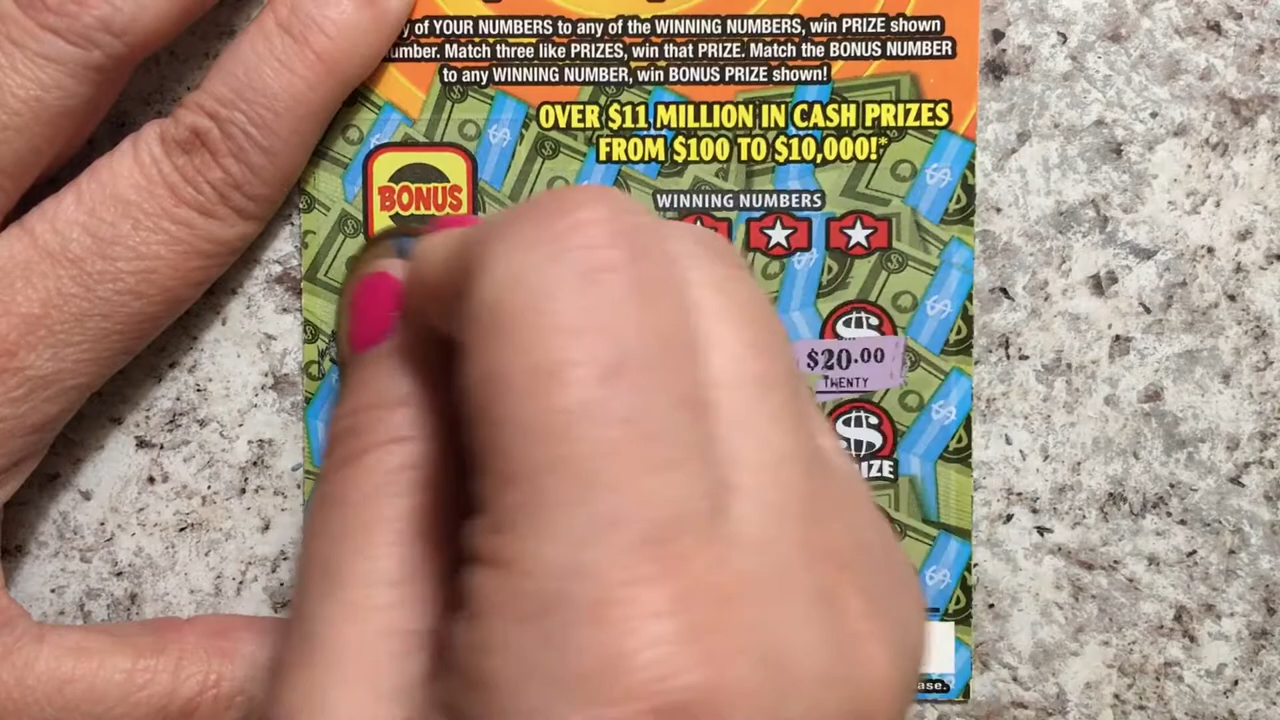 of YOUR NUMBERS to any of the WINNING NUMBERS, win PRIZE shown
Match three like PRIZES, win that PRIZE. Match the BONUS NUMBER
to any WINNING NUMBER, win BONUS PRIZE shown!
OVER $11 MILLION IN CASH PRIZES
FROM $100 TO $10,000!*
BONUS
WINNING NUMBERS
$20.00
TWENTY